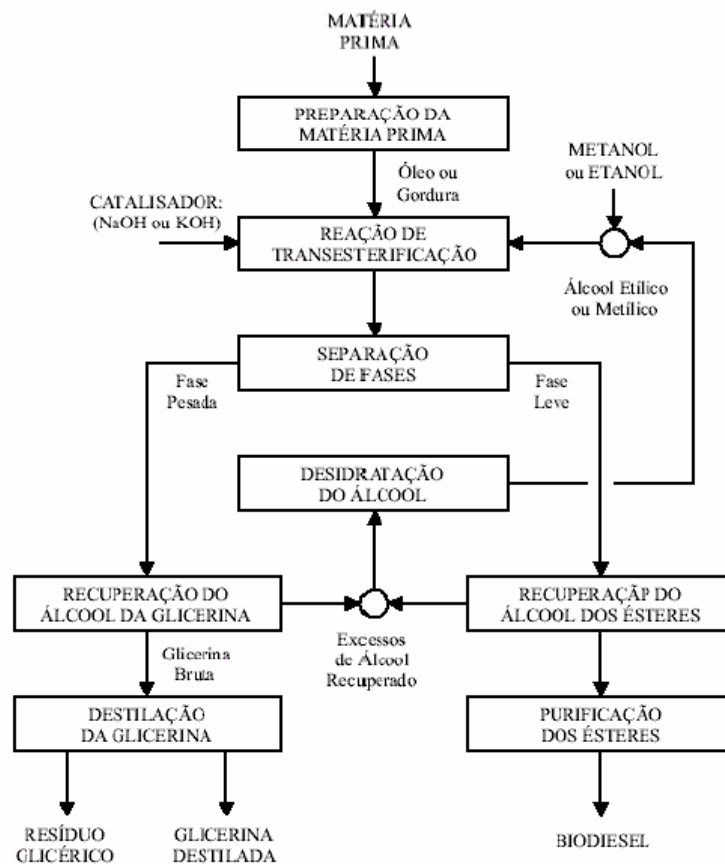 MATÉRIA
PRIMA
PREPARAÇÃO DA
MATÉRIA PRIMA
METANOL
ou ETANOL
Óleo ou
Gordura
CATALISADOR:
(NaOH ou KOH)
REAÇÃO DE
TRANSESTERIFICAÇÃO
Álcool Etílico
ou Metílico
SEPARAÇÃO
DE FASES
Fase
Pesada
Fase
Leve
DESIDRATAÇÃO
DO ÁLCOOL
RECUPERAÇÃO DO
ÁLCOOL DA GLICERINA
RECUPERAÇÃP DO
ÁLCOOL DOS ÉSTERES
Excessos
de Álcool
Recuperado
Glicerina
Bruta
DESTILAÇÃO
DA GLICERINA
PURIFICAÇÃO
DOS ÉSTERES
RESÍDUO
GLICÉRICO
GLICERINA
DESTILADA
BIODIESEL